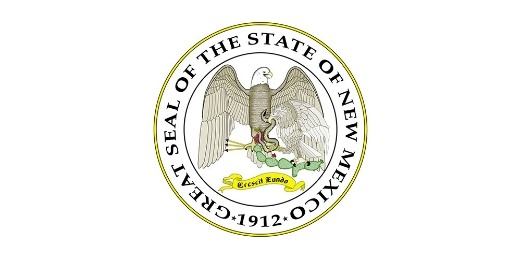 GREAT SEAL OF THE STATE OF NEW MEXICO
Crescit Eundo
★1912★